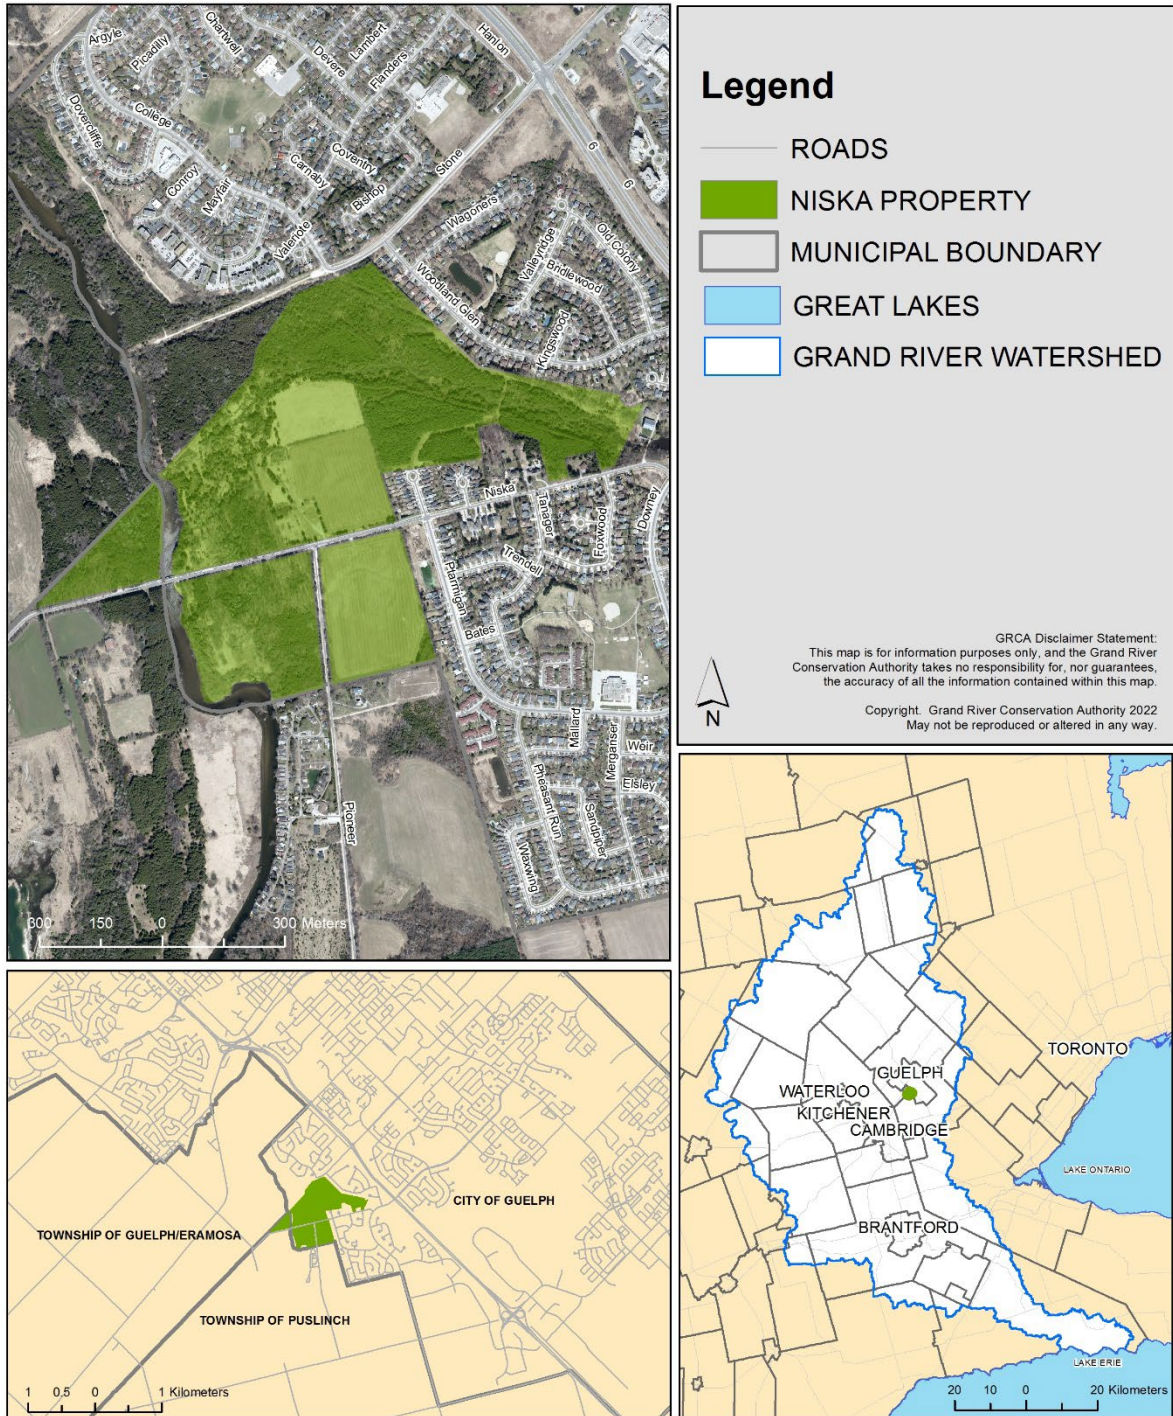 Argyle
Picadilly
Chartwell
Devere
Lambert
Flanders
Hanlon
Dovercliffe
College
Conroy
Mayfair
Carnaby
Coventry
Bishop
Stone
6
6
Valeriote
Wagoners
Old Colony
Valleyridge
Bridlewood
Woodland Glen
Kingswood
Niska
Tanager
Foxwood
Downey
Trendell
Ptarmigan
Bates
Mallard
Merganser
Weir
Elsley
Pheasant Run
Sandpiper
Waxwing
Pioneer
300 150 0 300 Meters
Legend
ROADS
NISKA PROPERTY
MUNICIPAL BOUNDARY
GREAT LAKES
GRAND RIVER WATERSHED
GRCA Disclaimer Statement:
This map is for information purposes only, and the Grand River
Conservation Authority takes no responsibility for, nor guarantees,
the accuracy of all the information contained within this map.
Copyright. Grand River Conservation Authority 2022
May not be reproduced or altered in any way.
N
CITY OF GUELPH
TOWNSHIP OF GUELPH/ERAMOSA
TOWNSHIP OF PUSLINCH
1 0.5 0 1 Kilometers
TORONTO
GUELPH
WATERLOO
KITCHENER
CAMBRIDGE
LAKE ONTARIO
BRANTFORD
LAKE ERIE
20 10 0 20 Kilometers